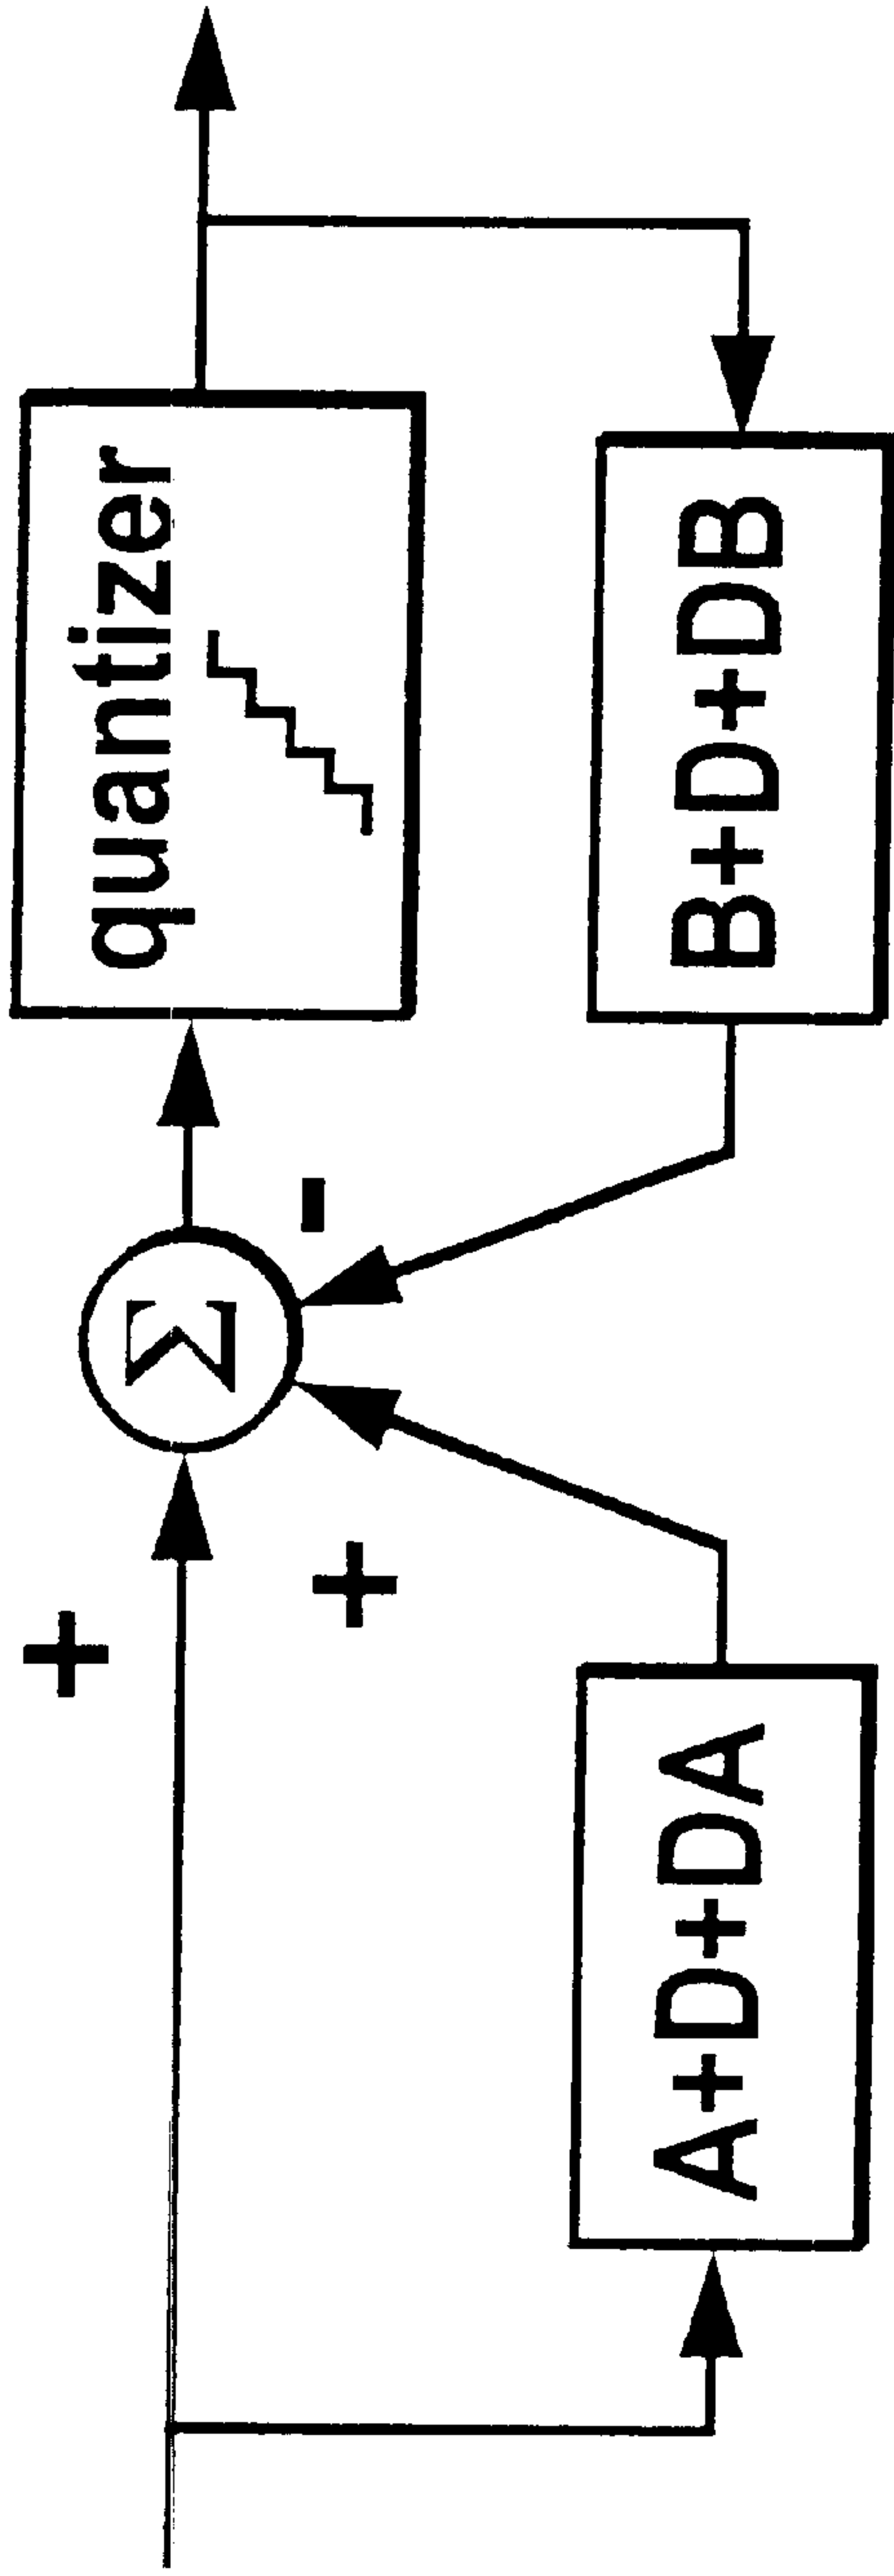 +
Σ
+
-
quantizer
A+D+DA
B+D+DB